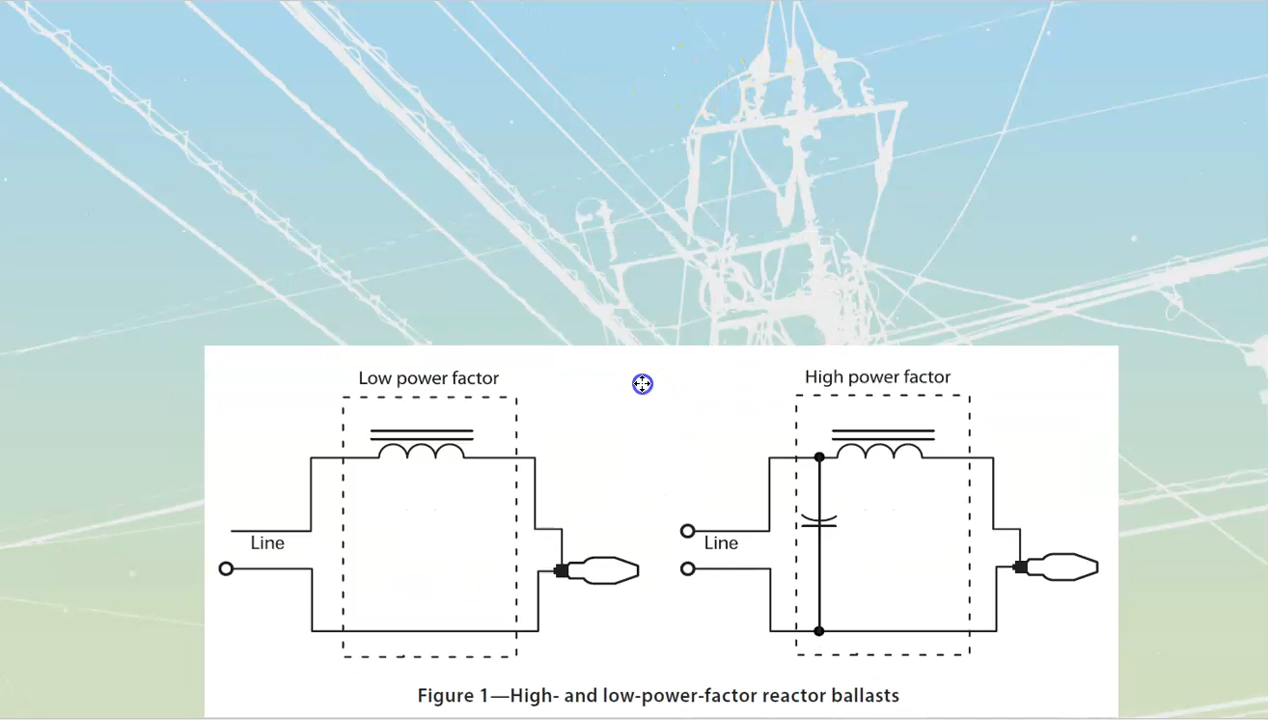 Low power factor
High power factor
Line
Line
Figure 1—High- and low-power-factor reactor ballasts